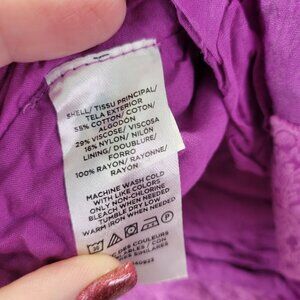 SHELL/ TISSU PRINCIPAL/
TELA EXTERIOR
55% COTTON/ COTON/
ALGODÓN
29% VISCOSE/ VISCOSA
16% NYLON/ NILÓN
LINING/ DOUBLURE/
FORRO
100% RAYON/ RAYONNE/
RAYÓN
MACHINE WASH COLD
WITH LIKE COLORS
ONLY NON-CHLORINE
BLEACH WHEN NEEDED
TUMBLE DRY LOW
WARM IRON WHEN NEEDED
DES COULEURS